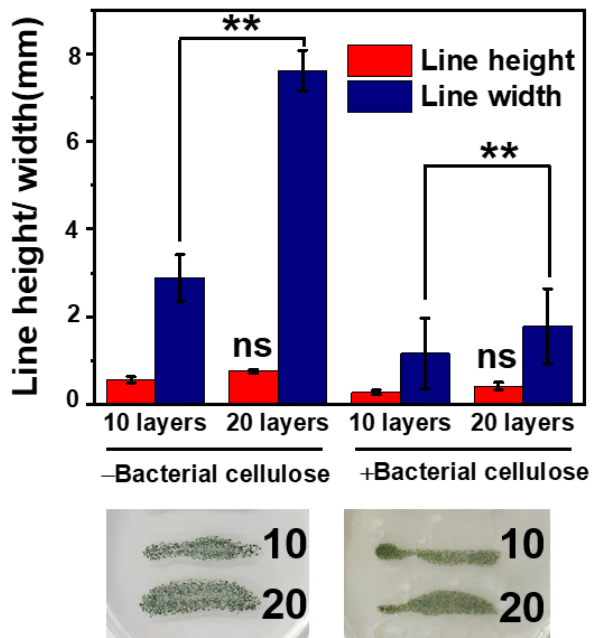 Line height/ width(mm)
8
6
4
2
0
**
Line height
Line width
**
ns
ns
10 layers 20 layers 10 layers 20 layers
–Bacterial cellulose +Bacterial cellulose
10 10
20 20